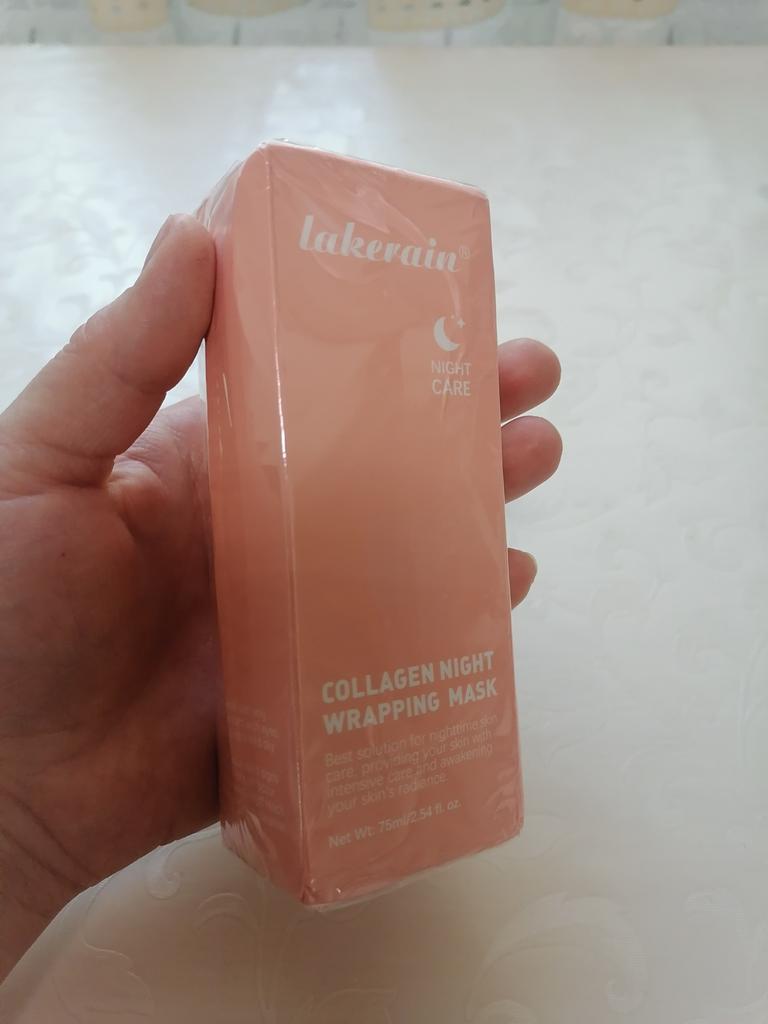 lakerain®
NIGHT
CARE
COLLAGEN NIGHT
WRAPPING MASK
Best solution for nighttime skin
care, providing your skin with
intensive care and awakening
your skin's radiance.
Net Wt: 75ml/2.54 fl. oz.